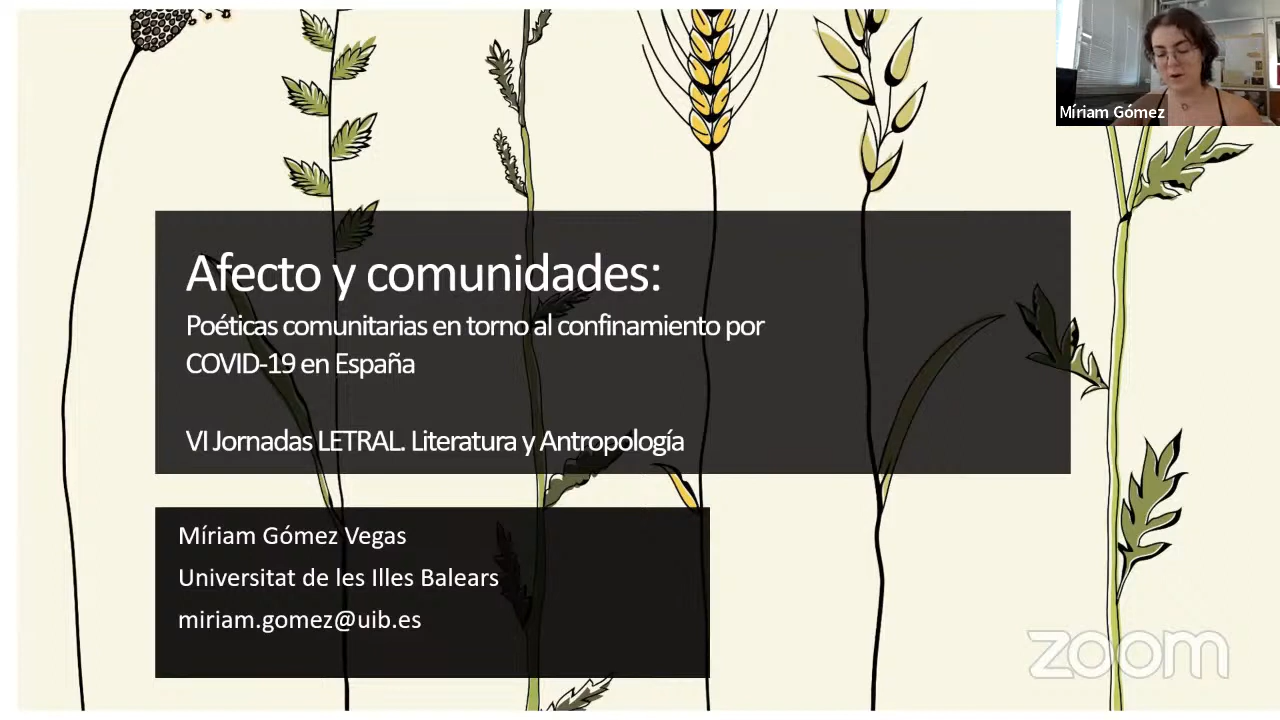 Míriam Gómez
Afecto y comunidades:
Poéticas comunitarias en torno al confinamiento por
COVID-19 en España
VI Jornadas LETRAL. Literatura y Antropología
Míriam Gómez Vegas
Universitat de les Illes Balears
miriam.gomez@uib.es
zoom